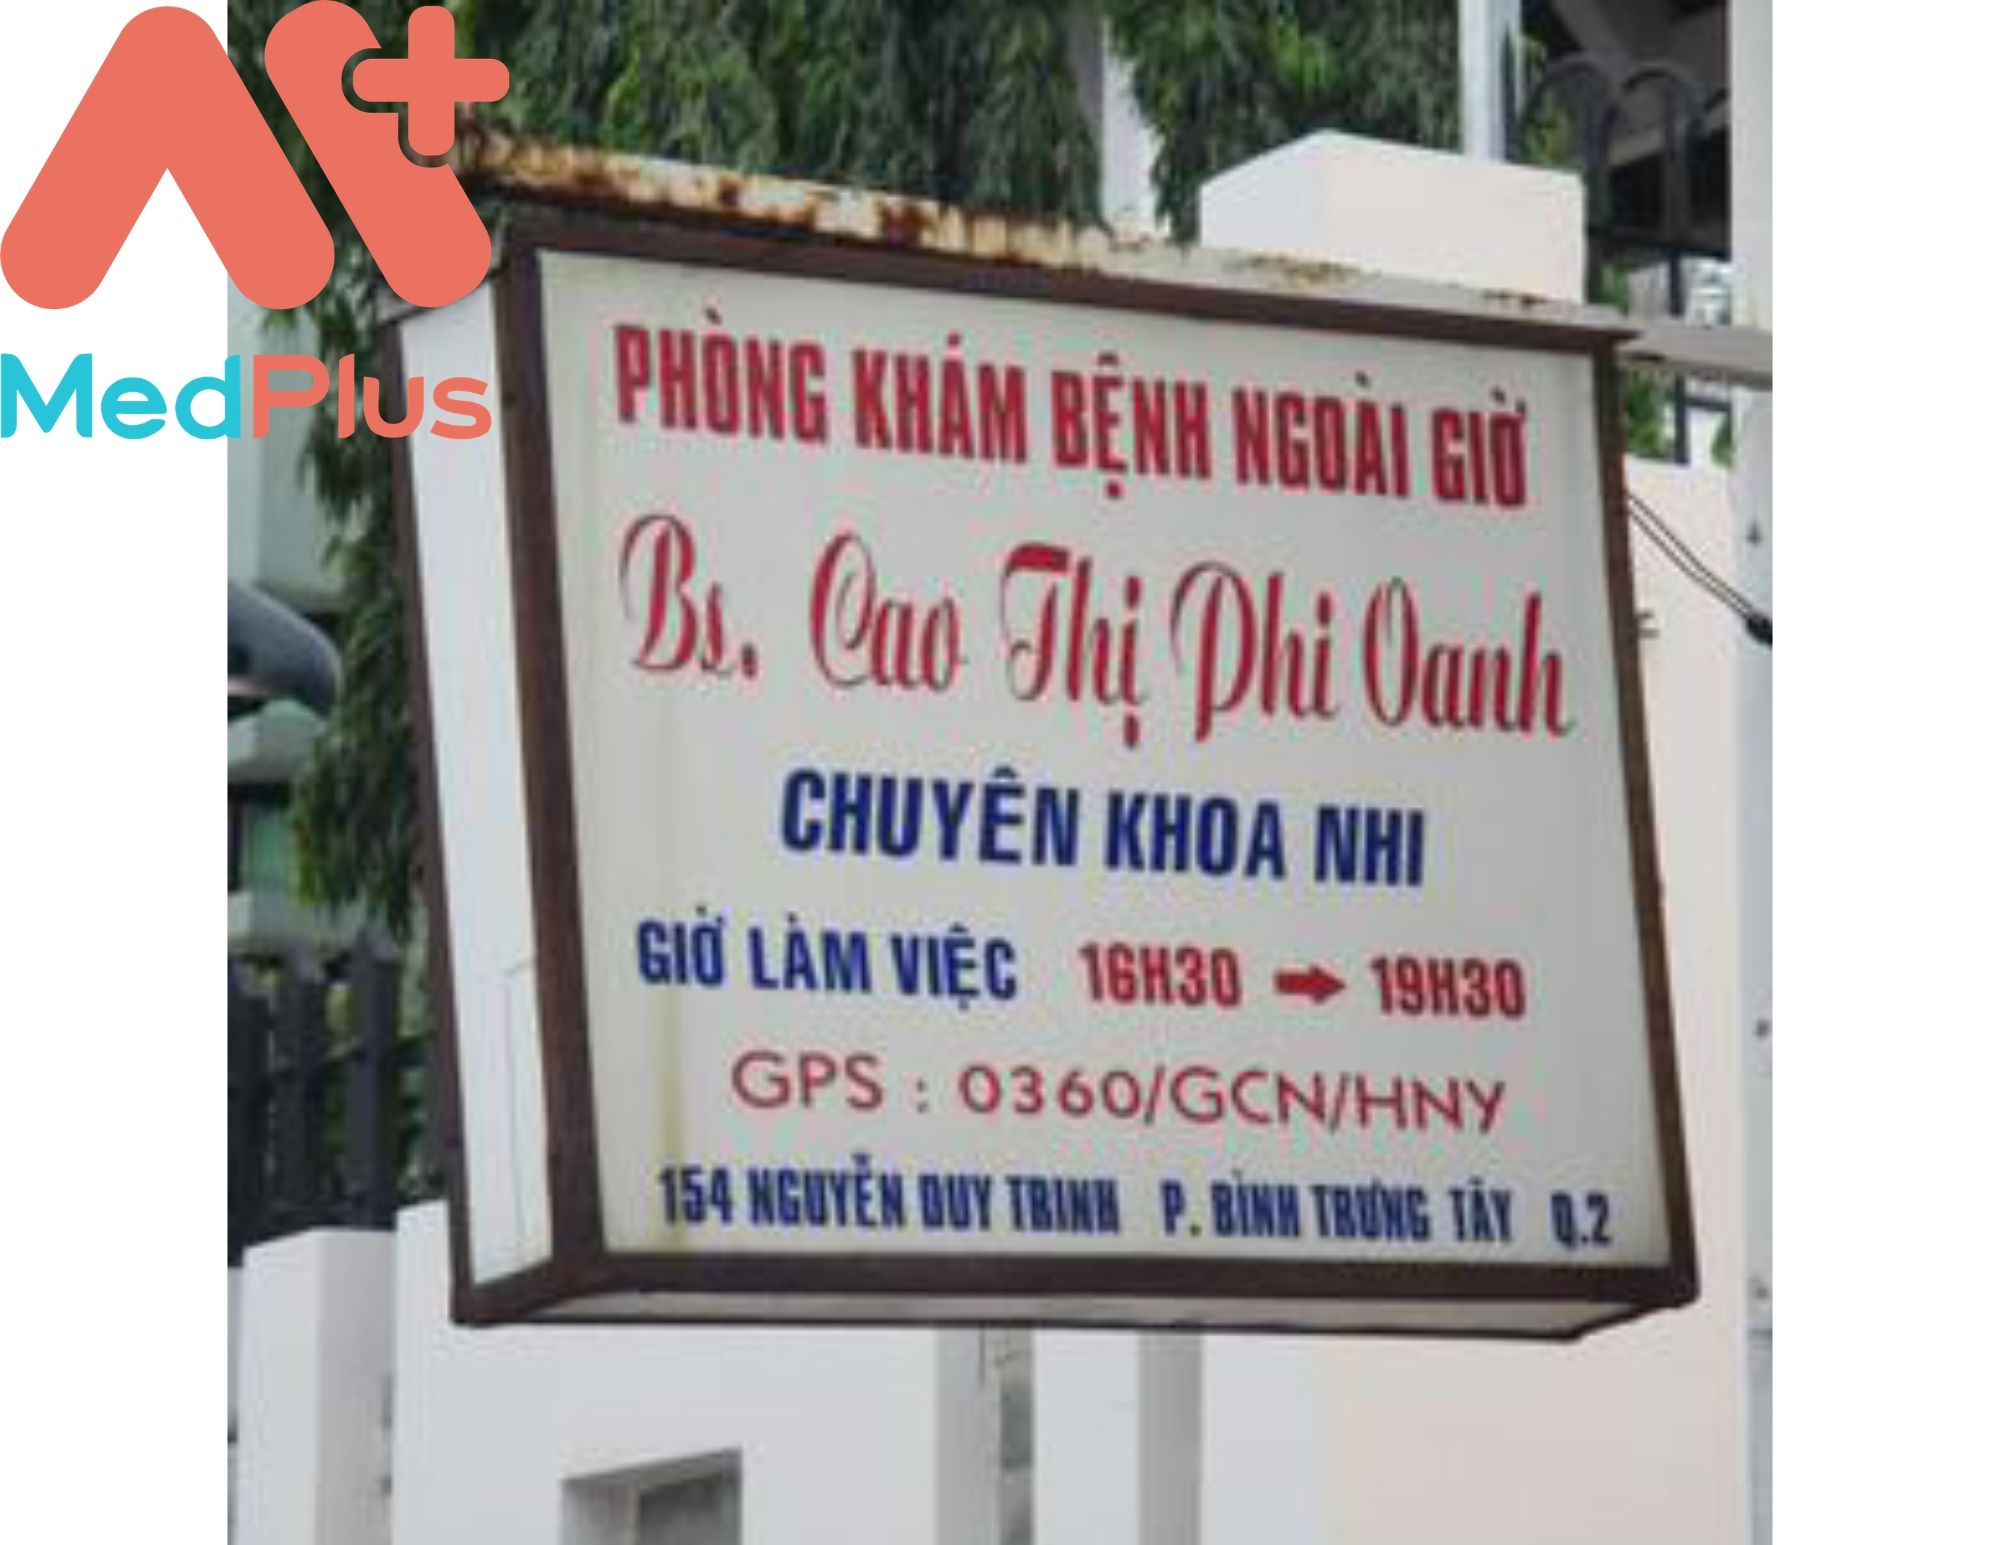 MedPlus
PHÒNG KHÁM BỆNH NGOÀI GIỜ
Bs. Cao Thị Phi Oanh
CHUYÊN KHOA NHI
GIỜ LÀM VIỆC 16H30 ➡ 19H30
GPS : 0360/GCN/HNY
154 NGUYỄN DUY TRINH P. BÌNH TRƯNG TÂY Q.2